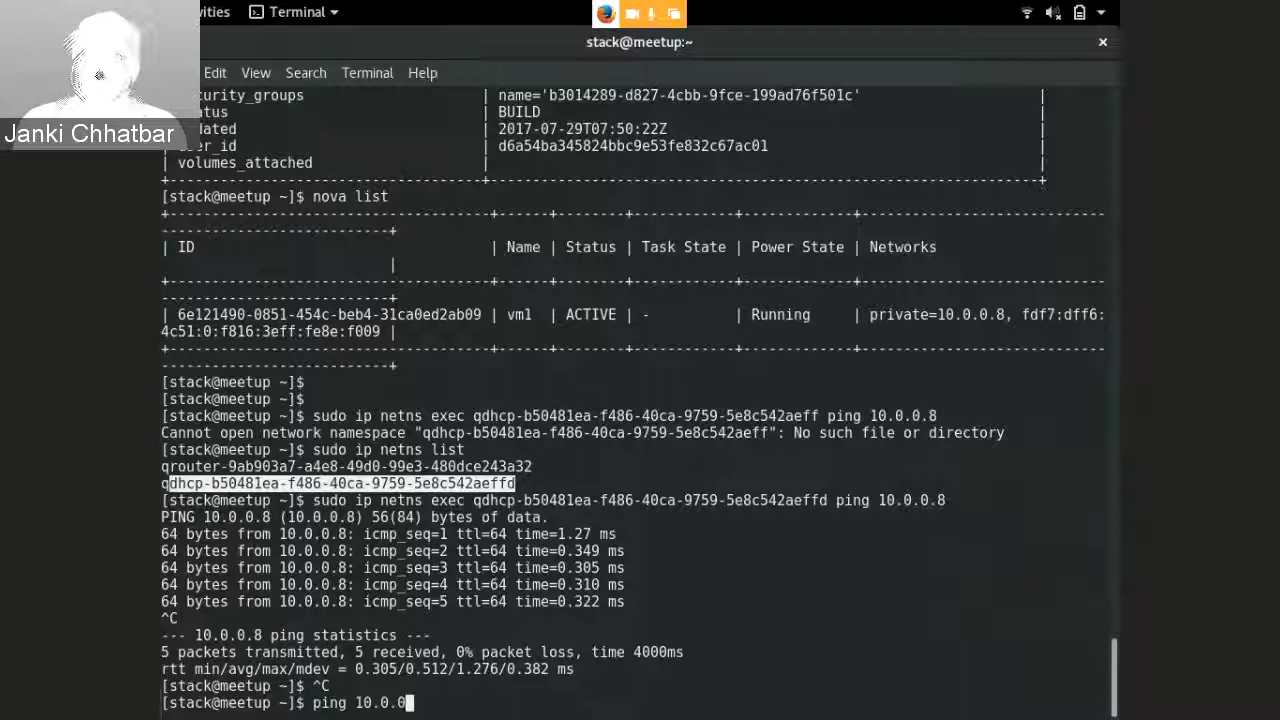 vities Terminal
stack@meetup:~
Edit View Search Terminal Help
Janki Chhatbar
curity_groups | name='b3014289-d827-4cbb-9fce-199ad76f501c' |
atus | BUILD |
dated | 2017-07-29T07:50:22Z |
er_id | d6a54ba345824bbc9e53fe832c67ac01 |
| volumes_attached | |
+------------------------------------+-----------------------------------------------------------------+
[stack@meetup ~]$ nova list
+--------------------------------------+------+--------+------------+-------------+-----------------------------
---------------------------+
| ID | Name | Status | Task State | Power State | Networks
|
+--------------------------------------+------+--------+------------+-------------+-----------------------------
---------------------------+
| 6e121490-0851-454c-beb4-31ca0ed2ab09 | vm1 | ACTIVE | - | Running | private=10.0.0.8, fdf7:dff6:
4c51:0:f816:3eff:fe8e:f009 |
+--------------------------------------+------+--------+------------+-------------+-----------------------------
---------------------------+
[stack@meetup ~]$
[stack@meetup ~]$
[stack@meetup ~]$ sudo ip netns exec qdhcp-b50481ea-f486-40ca-9759-5e8c542aeff ping 10.0.0.8
Cannot open network namespace "qdhcp-b50481ea-f486-40ca-9759-5e8c542aeff": No such file or directory
[stack@meetup ~]$ sudo ip netns list
qrouter-9ab903a7-a4e8-49d0-99e3-480dce243a32
qdhcp-b50481ea-f486-40ca-9759-5e8c542aeffd
[stack@meetup ~]$ sudo ip netns exec qdhcp-b50481ea-f486-40ca-9759-5e8c542aeffd ping 10.0.0.8
PING 10.0.0.8 (10.0.0.8) 56(84) bytes of data.
64 bytes from 10.0.0.8: icmp_seq=1 ttl=64 time=1.27 ms
64 bytes from 10.0.0.8: icmp_seq=2 ttl=64 time=0.349 ms
64 bytes from 10.0.0.8: icmp_seq=3 ttl=64 time=0.305 ms
64 bytes from 10.0.0.8: icmp_seq=4 ttl=64 time=0.310 ms
64 bytes from 10.0.0.8: icmp_seq=5 ttl=64 time=0.322 ms
^C
--- 10.0.0.8 ping statistics ---
5 packets transmitted, 5 received, 0% packet loss, time 4000ms
rtt min/avg/max/mdev = 0.305/0.512/1.276/0.382 ms
[stack@meetup ~]$ ^C
[stack@meetup ~]$ ping 10.0.0